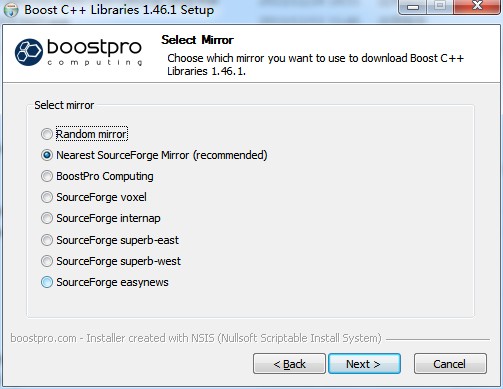 Boost C++ Libraries 1.46.1 Setup
boostpro
computing
Select Mirror
Choose which mirror you want to use to download Boost C++
Libraries 1.46.1.
Select mirror
Random mirror
Nearest SourceForge Mirror (recommended)
BoostPro Computing
SourceForge voxel
SourceForge internap
SourceForge superb-east
SourceForge superb-west
SourceForge easynews
boostpro.com - Installer created with NSIS (Nullsoft Scriptable Install System)
< Back
Next >
Cancel